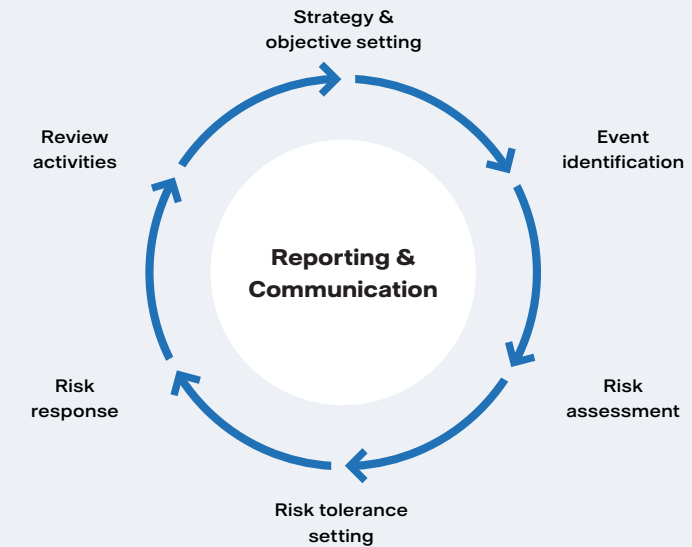 Strategy &
objective setting
Event
identification
Risk
assessment
Risk tolerance
setting
Risk
response
Review
activities
Reporting &
Communication